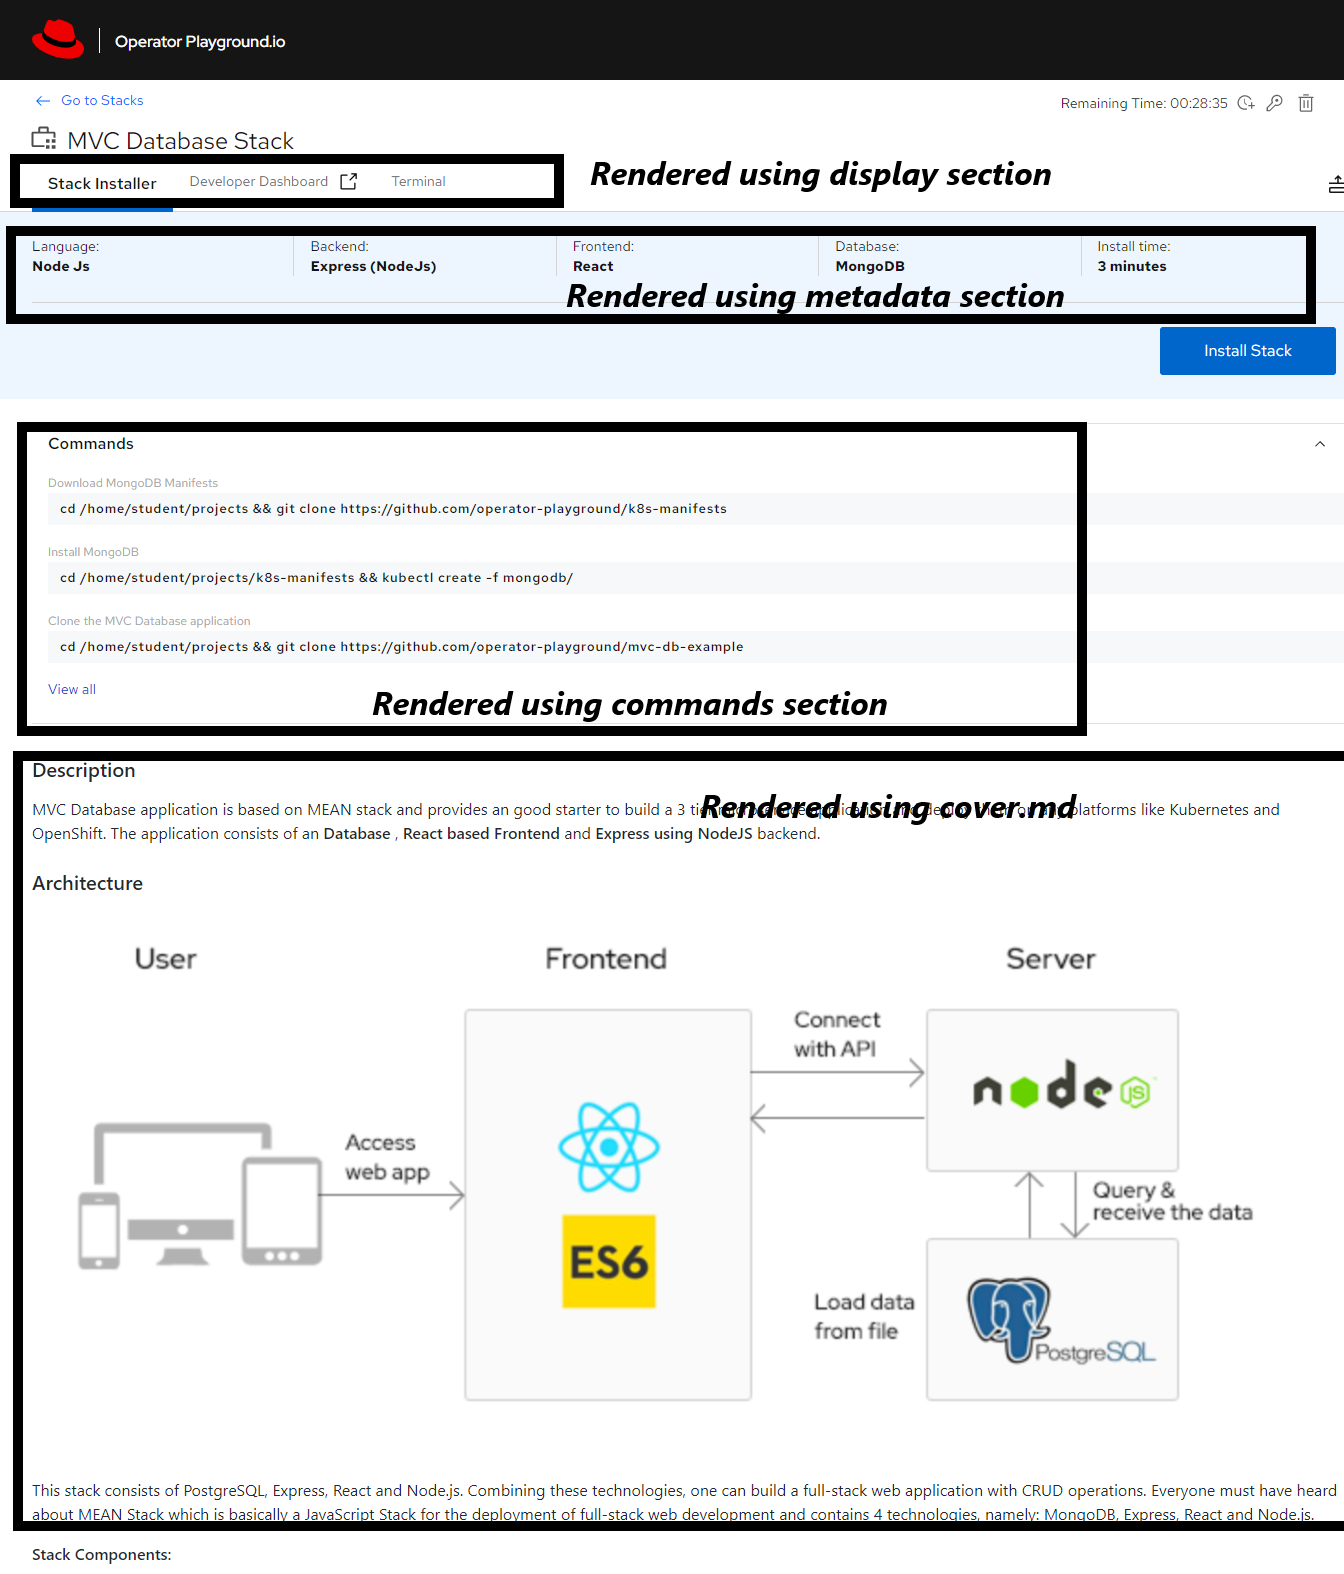 Operator Playground.io
Go to Stacks
Remaining Time: 00:28:35
MVC Database Stack
Stack Installer
Developer Dashboard
Terminal
Rendered using display section
Language:
Node Js
Backend:
Express (NodeJs)
Frontend:
React
Database:
MongoDB
Install time:
3 minutes
Rendered using metadata section
Install Stack
Commands
Download MongoDB Manifests
cd /home/student/projects && git clone https://github.com/operator-playground/k8s-manifests
Install MongoDB
cd /home/student/projects/k8s-manifests && kubectl create -f mongodb/
Clone the MVC Database application
cd /home/student/projects && git clone https://github.com/operator-playground/mvc-db-example
View all
Rendered using commands section
Description
Rendered using cover.md
MVC Database application is based on MEAN stack and provides an good starter to build a 3 platforms like Kubernetes and
OpenShift. The application consists of an Database , React based Frontend and Express using NodeJS backend.
Architecture
User
Frontend
Server
Connect
with API
node JS
Access
web app
Query &
receive the data
ES6
Load data
from file
PostgreSQL
This stack consists of PostgreSQL, Express, React and Node.js. Combining these technologies, one can build a full-stack web application with CRUD operations. Everyone must have heard
about MEAN Stack which is basically a JavaScript Stack for the deployment of full-stack web development and contains 4 technologies, namely: MongoDB, Express, React and Node.js.
Stack Components: